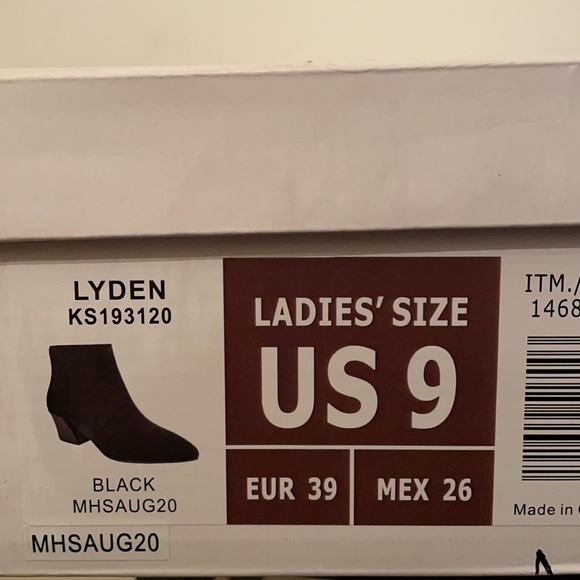 LYDEN
KS193120
BLACK
MHSAUG20
MHSAUG20
LADIES' SIZE
US 9
EUR 39 MEX 26
ITM./
1468
Made in